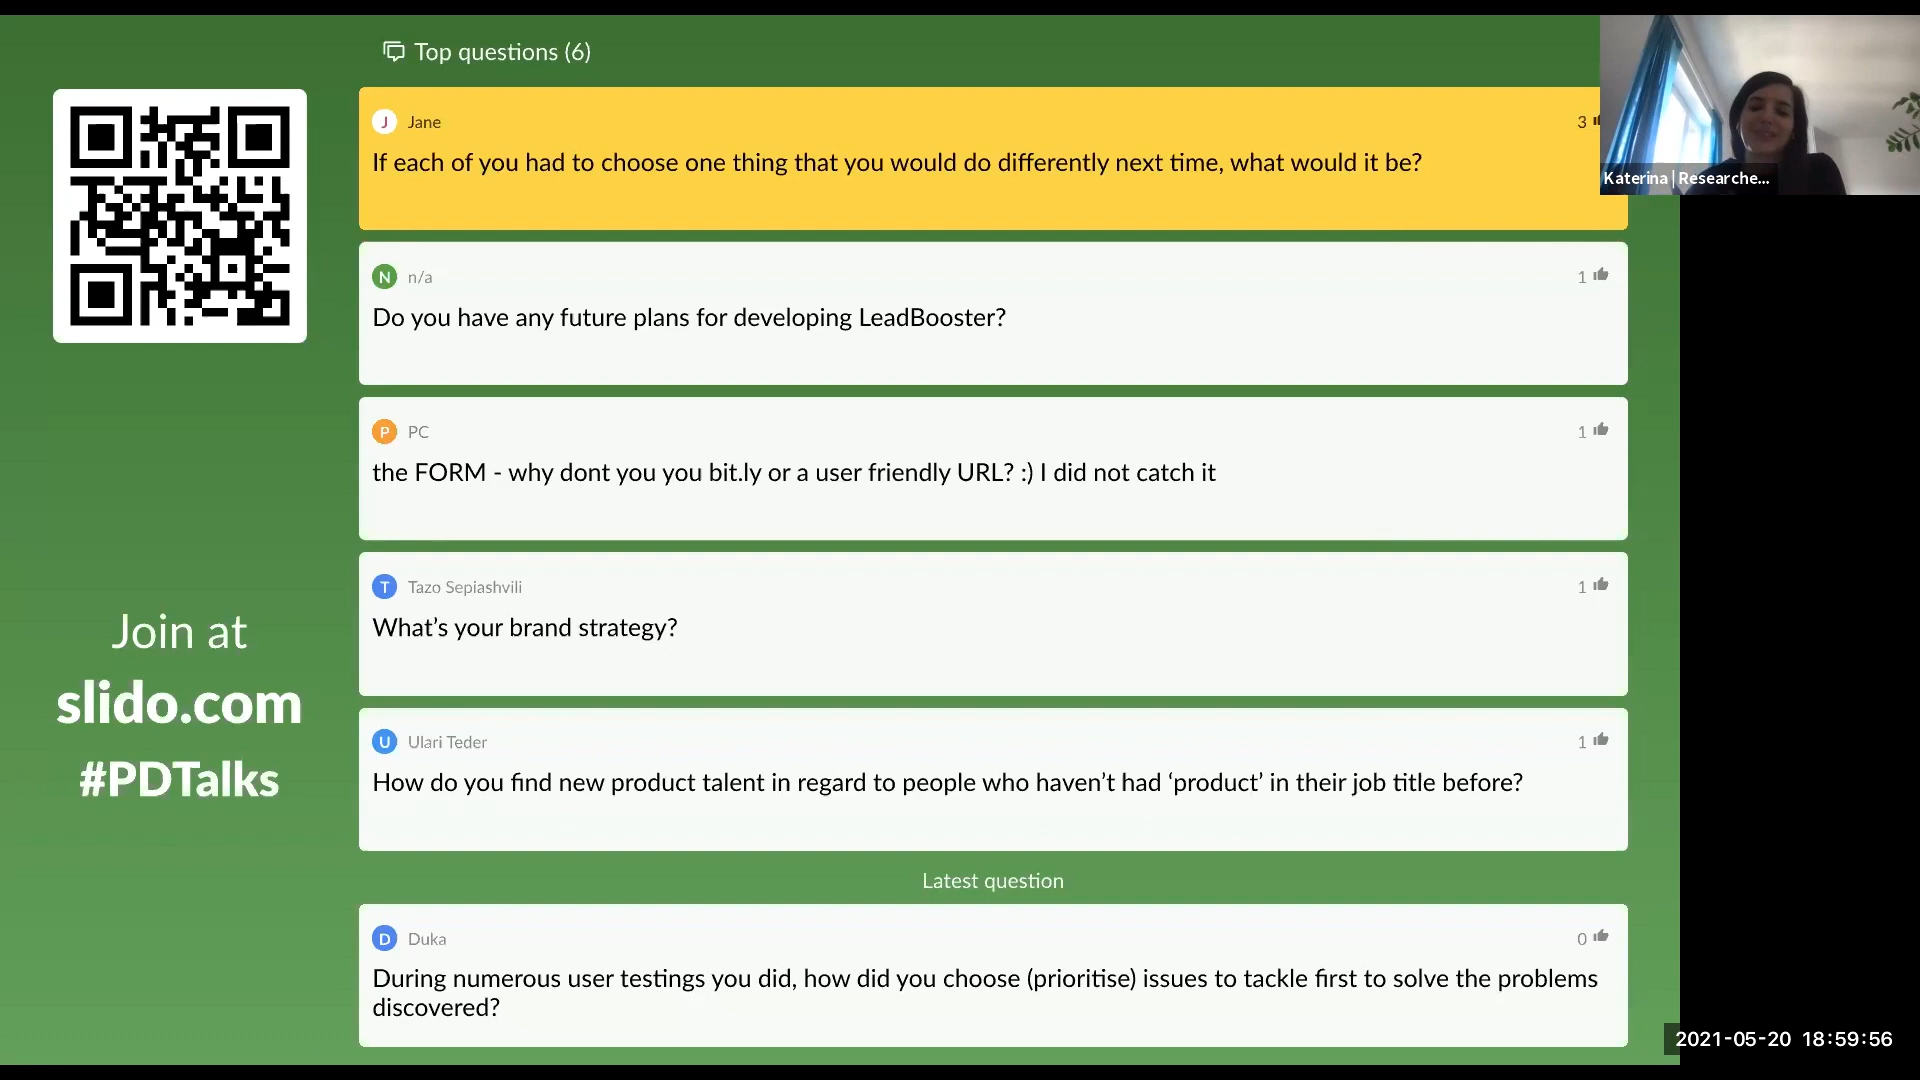 Top questions (6)
J Jane 3
If each of you had to choose one thing that you would do differently next time, what would it be?
Katerina | Researche...
N n/a 1
Do you have any future plans for developing LeadBooster?
P PC 1
the FORM - why dont you you bit.ly or a user friendly URL? :) I did not catch it
T Tazo Sepiashvili 1
What's your brand strategy?
U Ulari Teder 1
How do you find new product talent in regard to people who haven't had ‘product’ in their job title before?
Join at
slido.com
#PDTalks
Latest question
D Duka 0
During numerous user testings you did, how did you choose (prioritise) issues to tackle first to solve the problems
discovered?
2021-05-20 18:59:56